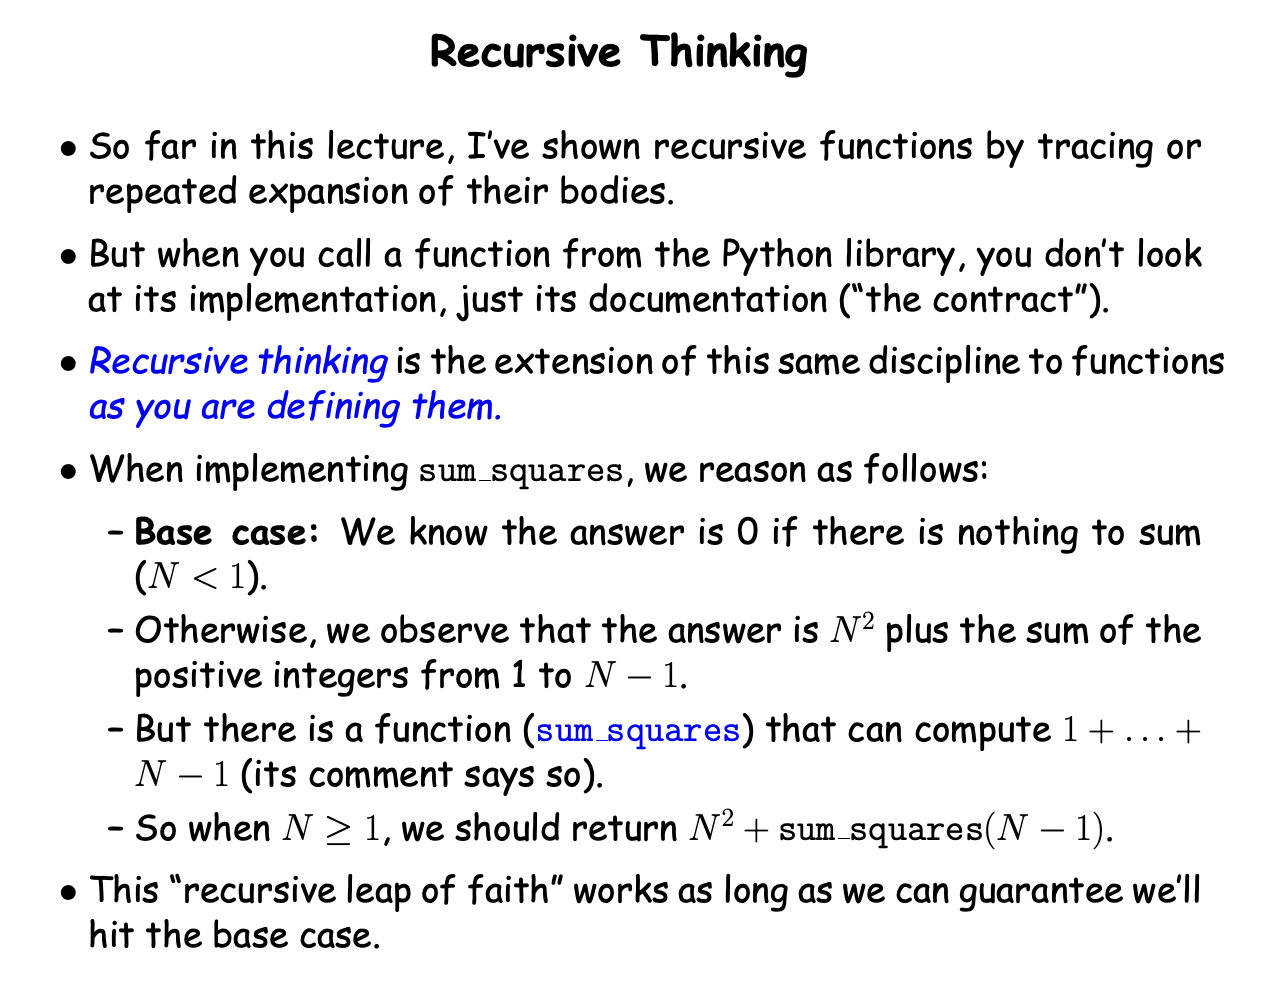 Recursive Thinking
• So far in this lecture, I've shown recursive functions by tracing or
repeated expansion of their bodies.
• But when you call a function from the Python library, you don't look
at its implementation, just its documentation (“the contract”).
• Recursive thinking is the extension of this same discipline to functions
as you are defining them.
• When implementing sum_squares, we reason as follows:
– Base case: We know the answer is 0 if there is nothing to sum
(N < 1).
– Otherwise, we observe that the answer is N² plus the sum of the
positive integers from 1 to N − 1.
– But there is a function (sum_squares) that can compute 1 + . . . +
N − 1 (its comment says so).
– So when N ≥ 1, we should return N² + sum_squares(N − 1).
• This “recursive leap of faith” works as long as we can guarantee we'll
hit the base case.